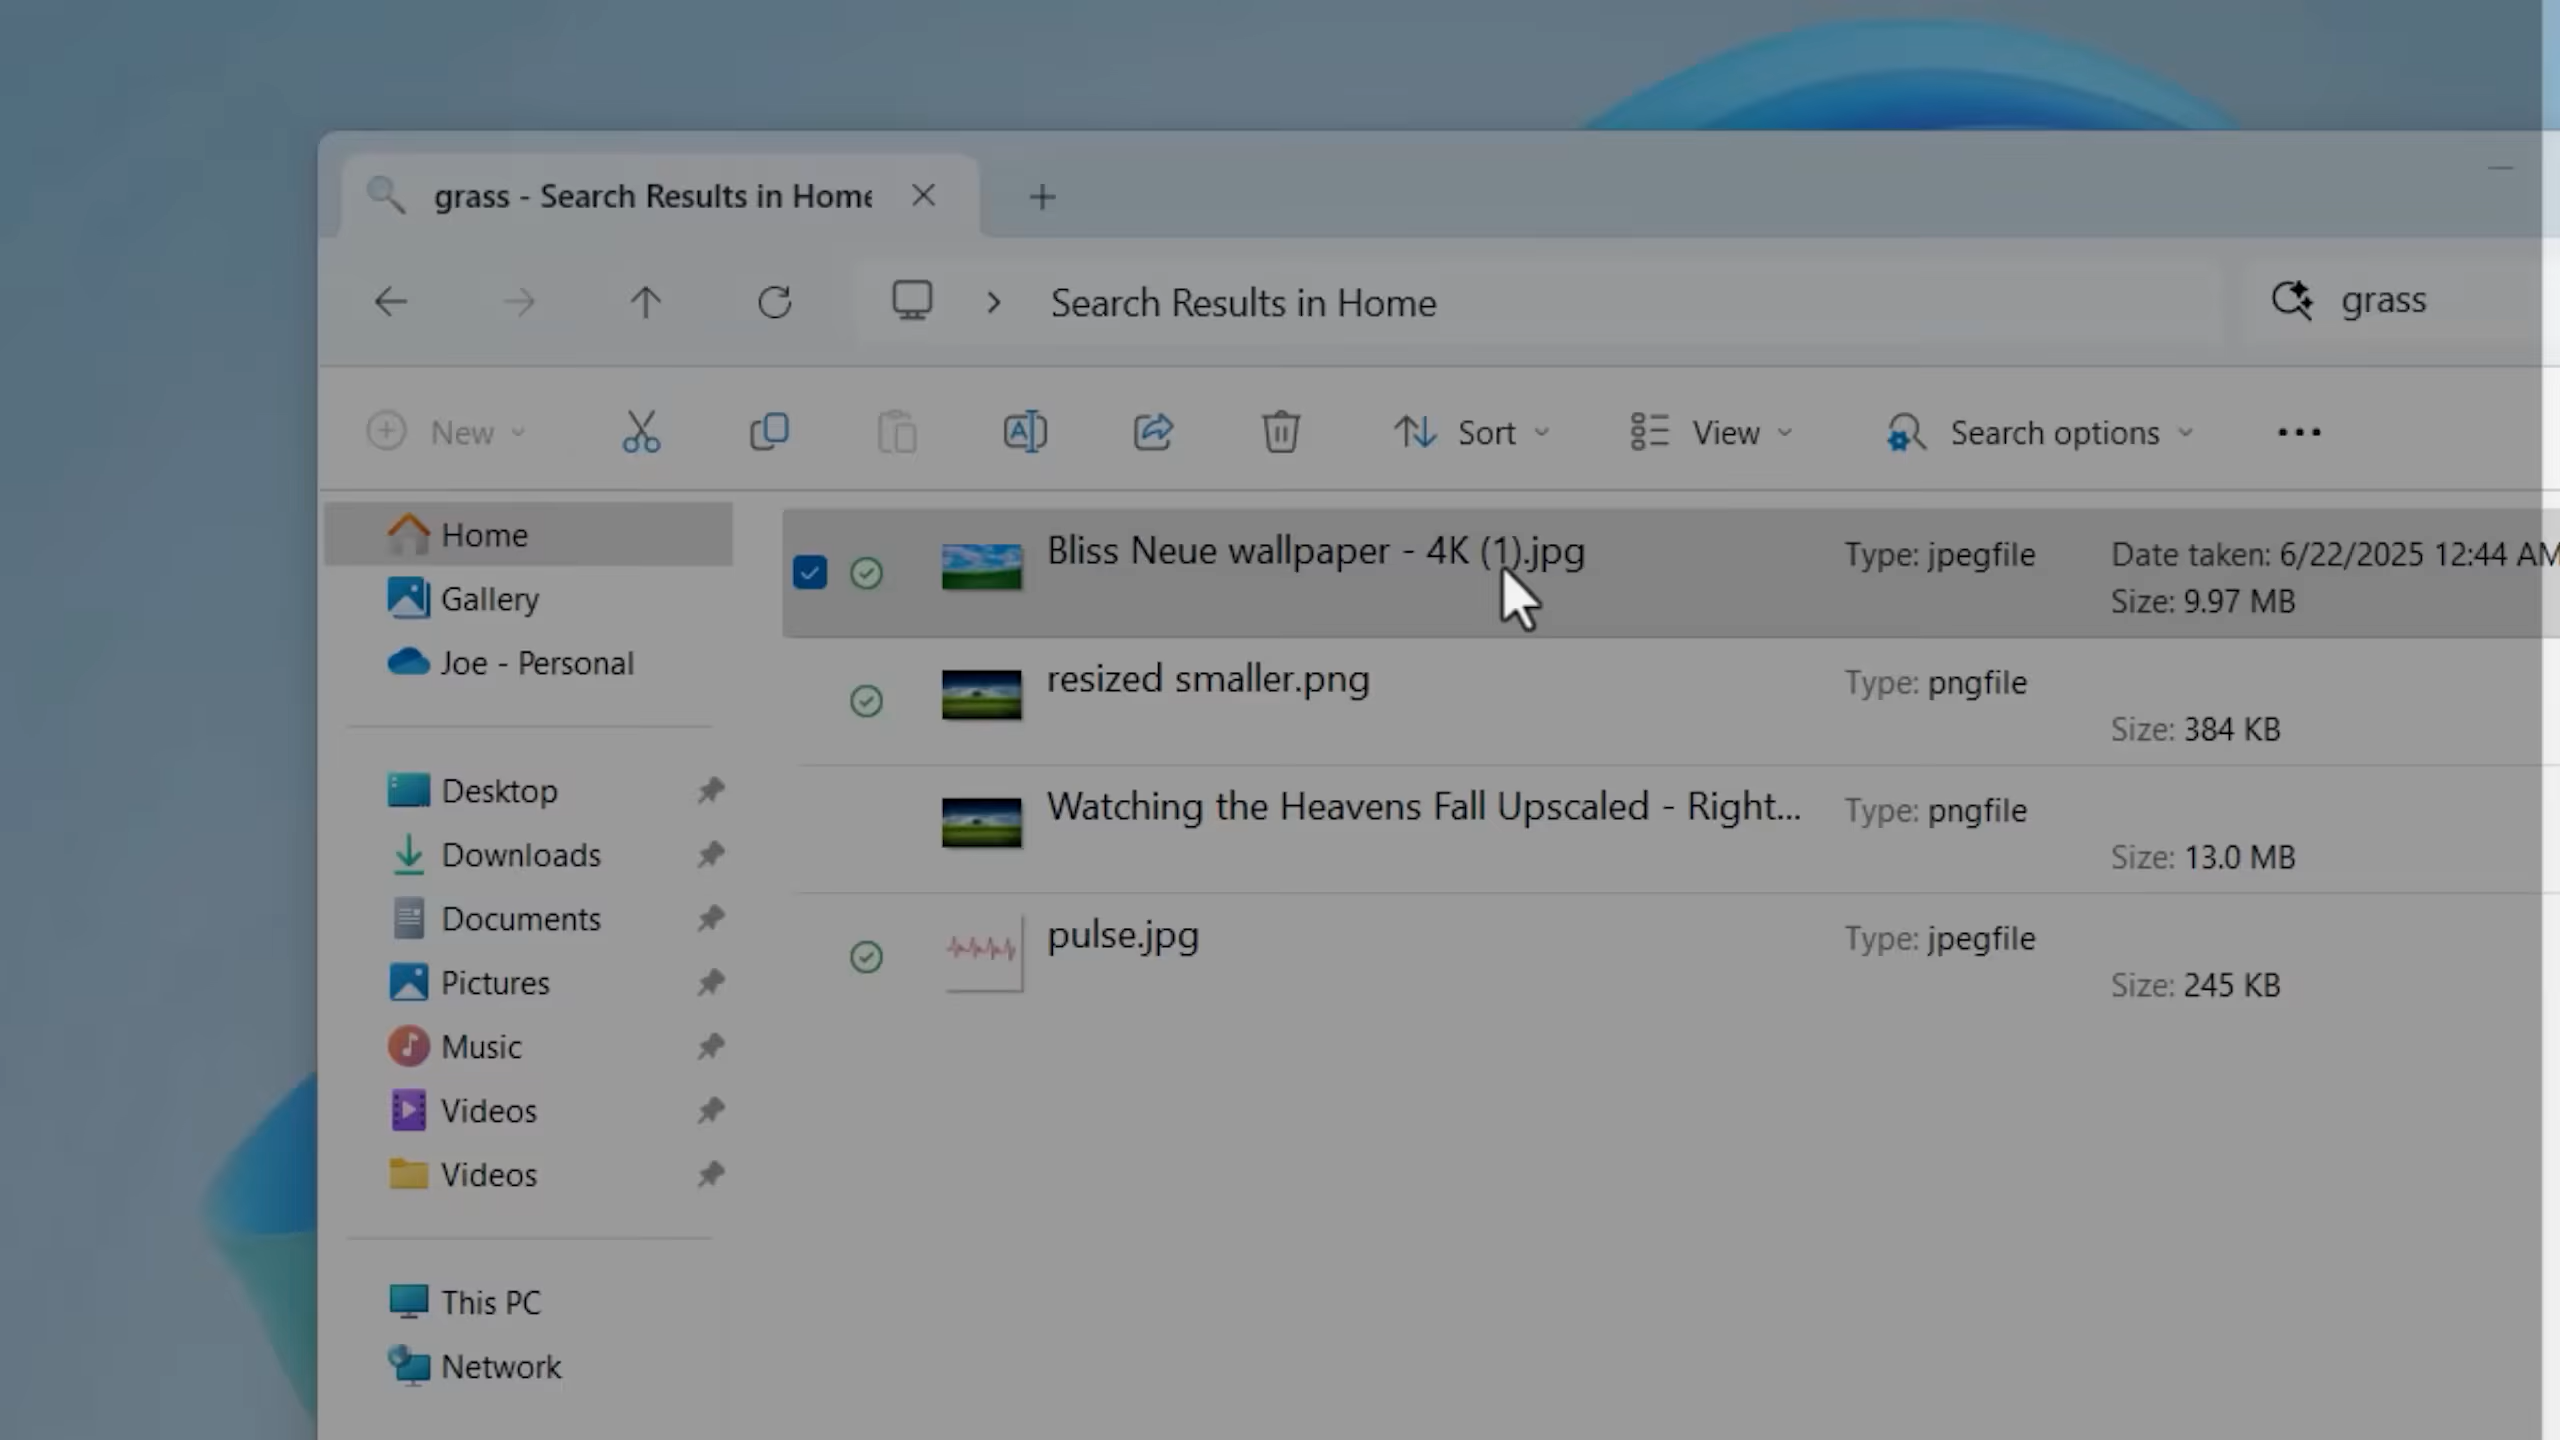 grass - Search Results in Home
Search Results in Home
grass
New
Sort
View
Search options
Home
Gallery
Joe - Personal
Desktop
Downloads
Documents
Pictures
Music
Videos
Videos
This PC
Network
Bliss Neue wallpaper - 4K (1).jpg
Type: jpegfile
Date taken: 6/22/2025 12:44 AM
Size: 9.97 MB
resized smaller.png
Type: pngfile
Size: 384 KB
Watching the Heavens Fall Upscaled - Right...
Type: pngfile
Size: 13.0 MB
pulse.jpg
Type: jpegfile
Size: 245 KB